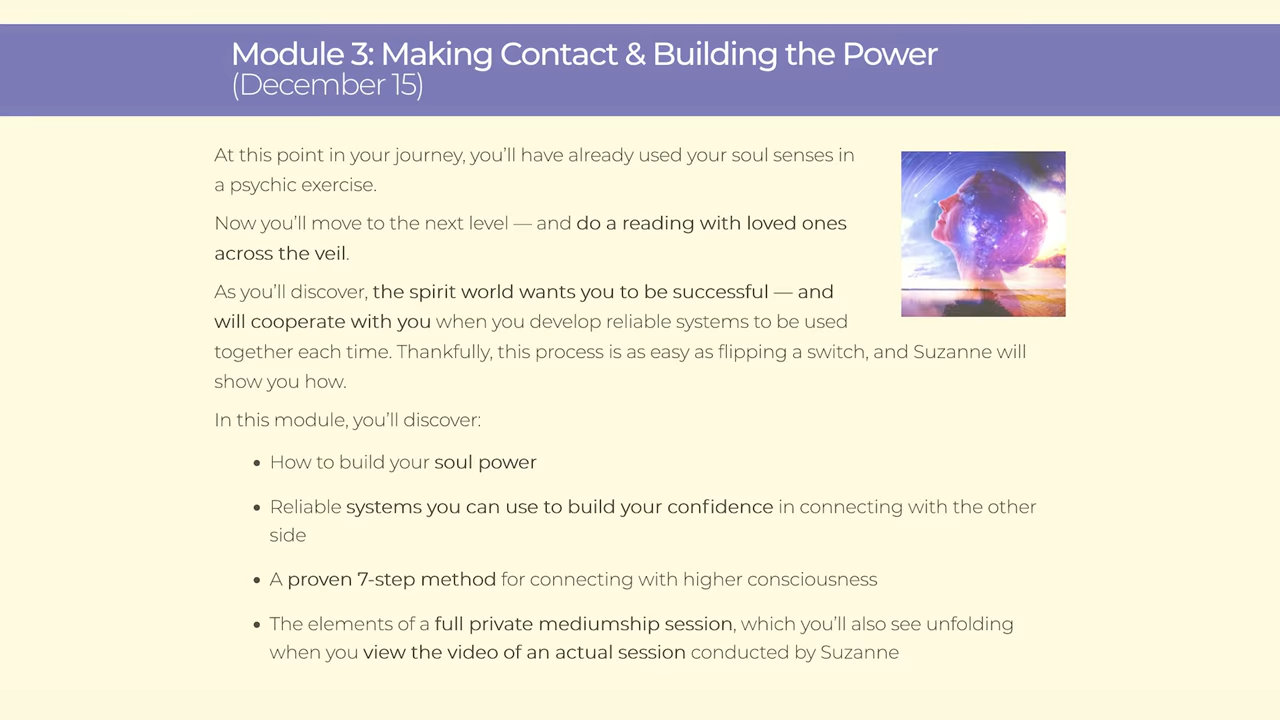 Module 3: Making Contact & Building the Power
(December 15)
At this point in your journey, you’ll have already used your soul senses in
a psychic exercise.
Now you’ll move to the next level — and do a reading with loved ones
across the veil.
As you’ll discover, the spirit world wants you to be successful — and
will cooperate with you when you develop reliable systems to be used
together each time. Thankfully, this process is as easy as flipping a switch, and Suzanne will
show you how.
In this module, you’ll discover:
• How to build your soul power
• Reliable systems you can use to build your confidence in connecting with the other
side
• A proven 7-step method for connecting with higher consciousness
• The elements of a full private mediumship session, which you’ll also see unfolding
when you view the video of an actual session conducted by Suzanne